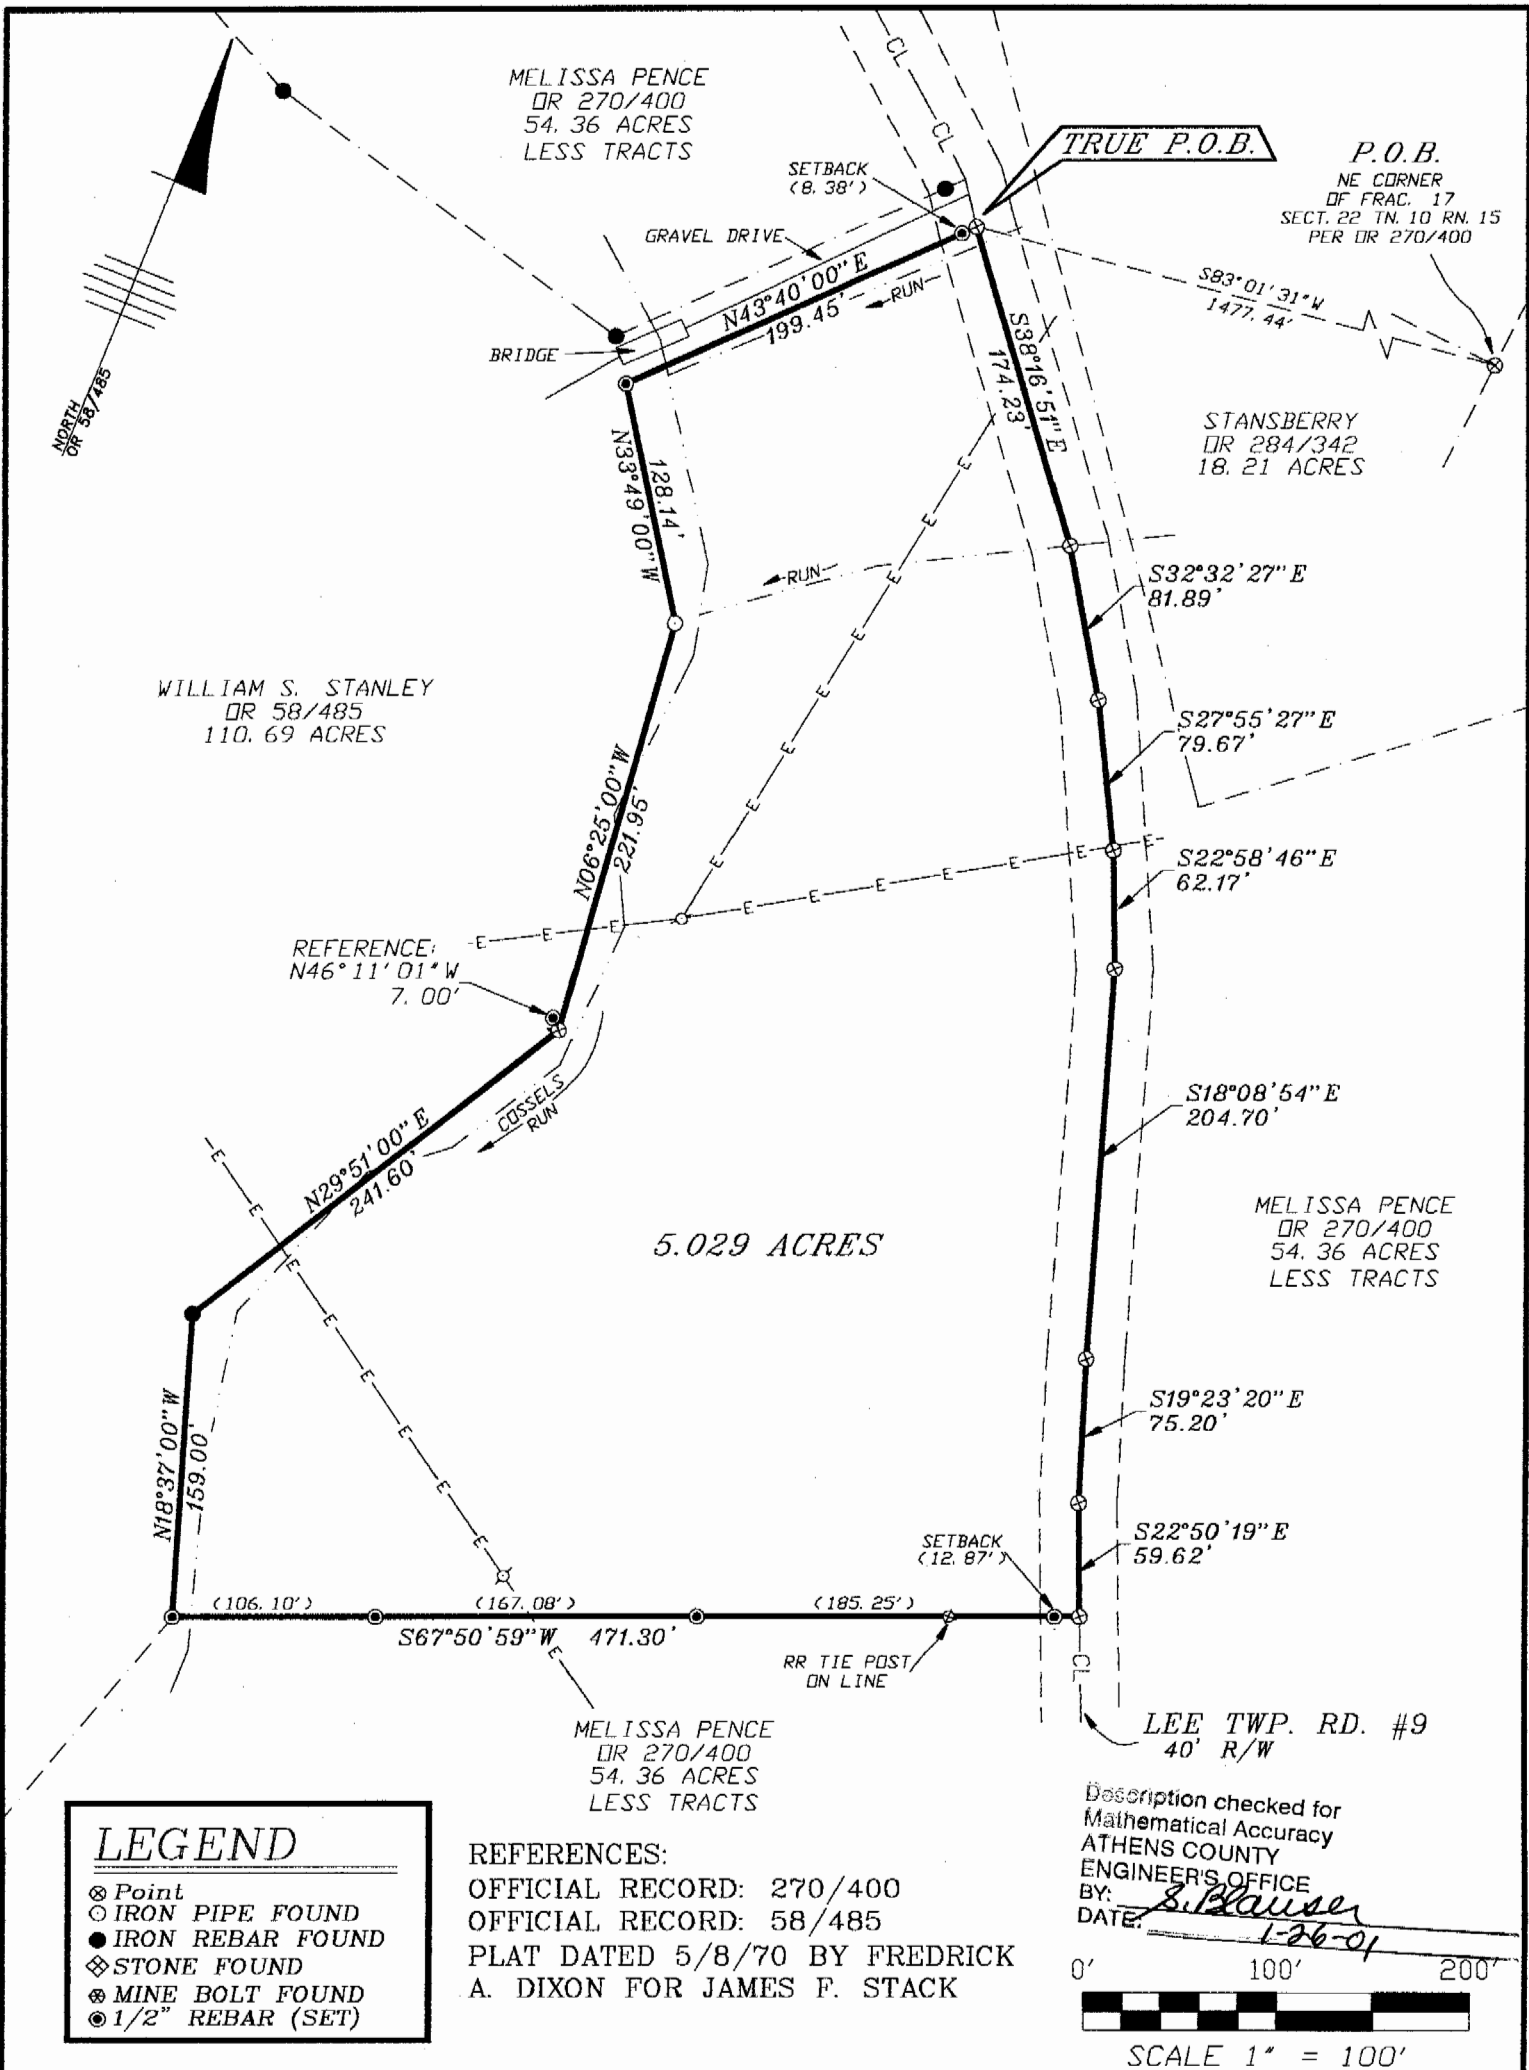 MELISSA PENCE
OR 270/400
54.36 ACRES
LESS TRACTS
SETBACK
(8.38')
TRUE P.O.B.
P.O.B.
NE CORNER
OF FRAC. 17
SECT. 22 TN. 10 RN. 15
PER OR 270/400
GRAVEL DRIVE
CL
CL
N43°40'00"E
199.45'
RUN
S83°01'31"W
1477.44'
BRIDGE
NORTH
OR 58/485
S38°16'51"E
174.23'
STANSBERRY
OR 284/342
18.21 ACRES
N33°49'00"W
128.14'
E
E
E
E
E
E
E
E
RUN
S32°32'27"E
81.89'
WILLIAM S. STANLEY
OR 58/485
110.69 ACRES
S27°55'27"E
79.67'
N06°25'00"W
221.95'
S22°58'46"E
62.17'
E
E
E
E
E
E
E
E
E
E
REFERENCE:
N46°11'01"W
7.00'
COSSELS
RUN
S18°08'54"E
204.70'
N29°51'00"E
241.60'
E
E
E
E
E
E
E
E
E
5.029 ACRES
MELISSA PENCE
OR 270/400
54.36 ACRES
LESS TRACTS
N18°37'00"W
159.00'
S19°23'20"E
75.20'
SETBACK
(12.87')
S22°50'19"E
59.62'
(106.10')
(167.08')
(185.25')
S67°50'59"W 471.30'
RR TIE POST
ON LINE
CL
LEE TWP. RD. #9
40' R/W
MELISSA PENCE
OR 270/400
54.36 ACRES
LESS TRACTS
LEGEND
Point
IRON PIPE FOUND
IRON REBAR FOUND
STONE FOUND
MINE BOLT FOUND
1/2" REBAR (SET)
REFERENCES:
OFFICIAL RECORD: 270/400
OFFICIAL RECORD: 58/485
PLAT DATED 5/8/70 BY FREDRICK
A. DIXON FOR JAMES F. STACK
Description checked for
Mathematical Accuracy
ATHENS COUNTY
ENGINEER'S OFFICE
BY: S. Blauser
DATE: 1-26-01
0' 100' 200'
SCALE 1" = 100'